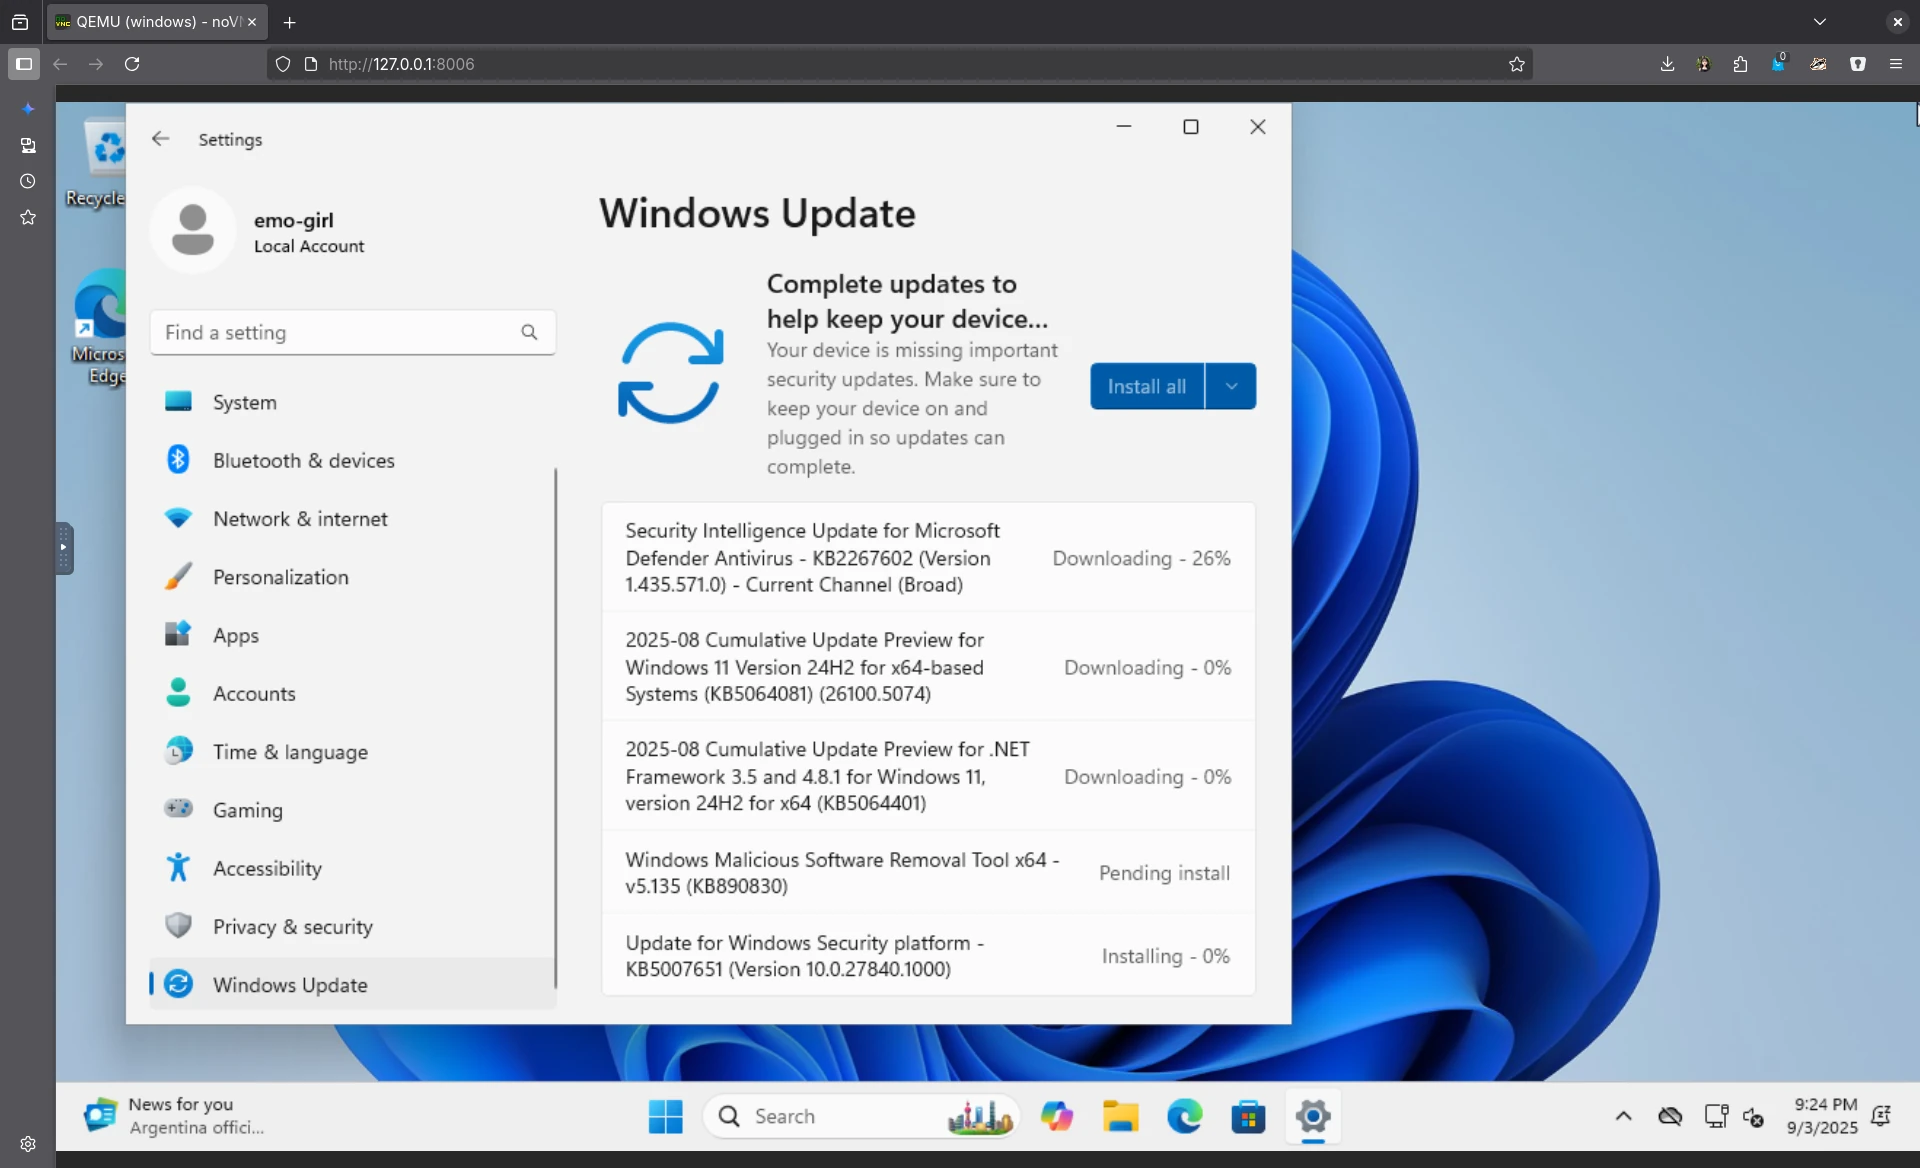 QEMU (windows) - noV
http://127.0.0.1:8006
0
Recycle
Micros
Edge
Settings
emo-girl
Local Account
Find a setting
System
Bluetooth & devices
Network & internet
Personalization
Apps
Accounts
Time & language
Gaming
Accessibility
Privacy & security
Windows Update
Windows Update
Complete updates to
help keep your device...
Your device is missing important
security updates. Make sure to
keep your device on and
plugged in so updates can
complete.
Install all
Security Intelligence Update for Microsoft
Defender Antivirus - KB2267602 (Version
1.435.571.0) - Current Channel (Broad)
Downloading - 26%
2025-08 Cumulative Update Preview for
Windows 11 Version 24H2 for x64-based
Systems (KB5064081) (26100.5074)
Downloading - 0%
2025-08 Cumulative Update Preview for .NET
Framework 3.5 and 4.8.1 for Windows 11,
version 24H2 for x64 (KB5064401)
Downloading - 0%
Windows Malicious Software Removal Tool x64 -
v5.135 (KB890830)
Pending install
Update for Windows Security platform -
KB5007651 (Version 10.0.27840.1000)
Installing - 0%
News for you
Argentina offici...
Search
9:24 PM
9/3/2025